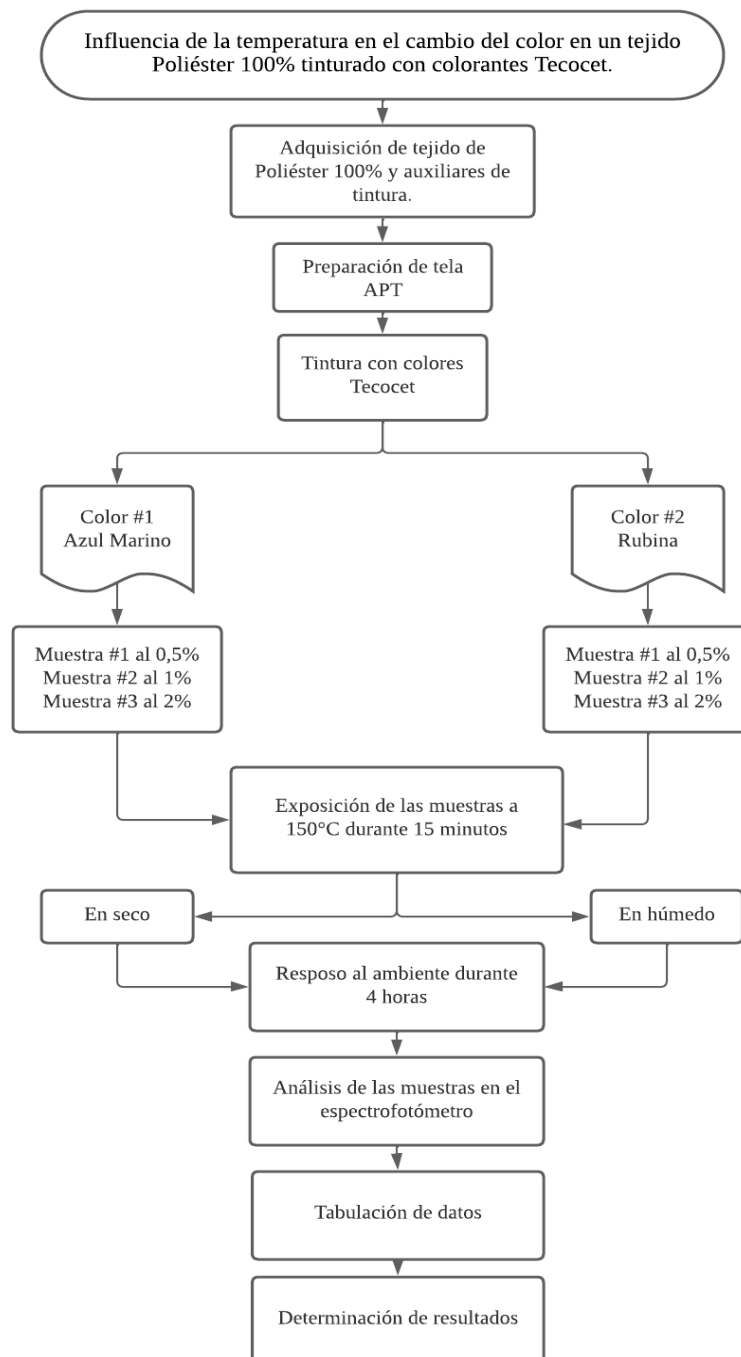 Influencia de la temperatura en el cambio del color en un tejido
Poliéster 100% tinturado con colorantes Tecocet.
Adquisición de tejido de
Poliéster 100% y auxiliares de
tintura.
Preparación de tela
APT
Tintura con colores
Tecocet
Color #1
Azul Marino
Color #2
Rubina
Muestra #1 al 0,5%
Muestra #2 al 1%
Muestra #3 al 2%
Muestra #1 al 0,5%
Muestra #2 al 1%
Muestra #3 al 2%
Exposición de las muestras a
150°C durante 15 minutos
En seco
En húmedo
Resposo al ambiente durante
4 horas
Análisis de las muestras en el
espectrofotómetro
Tabulación de datos
Determinación de resultados